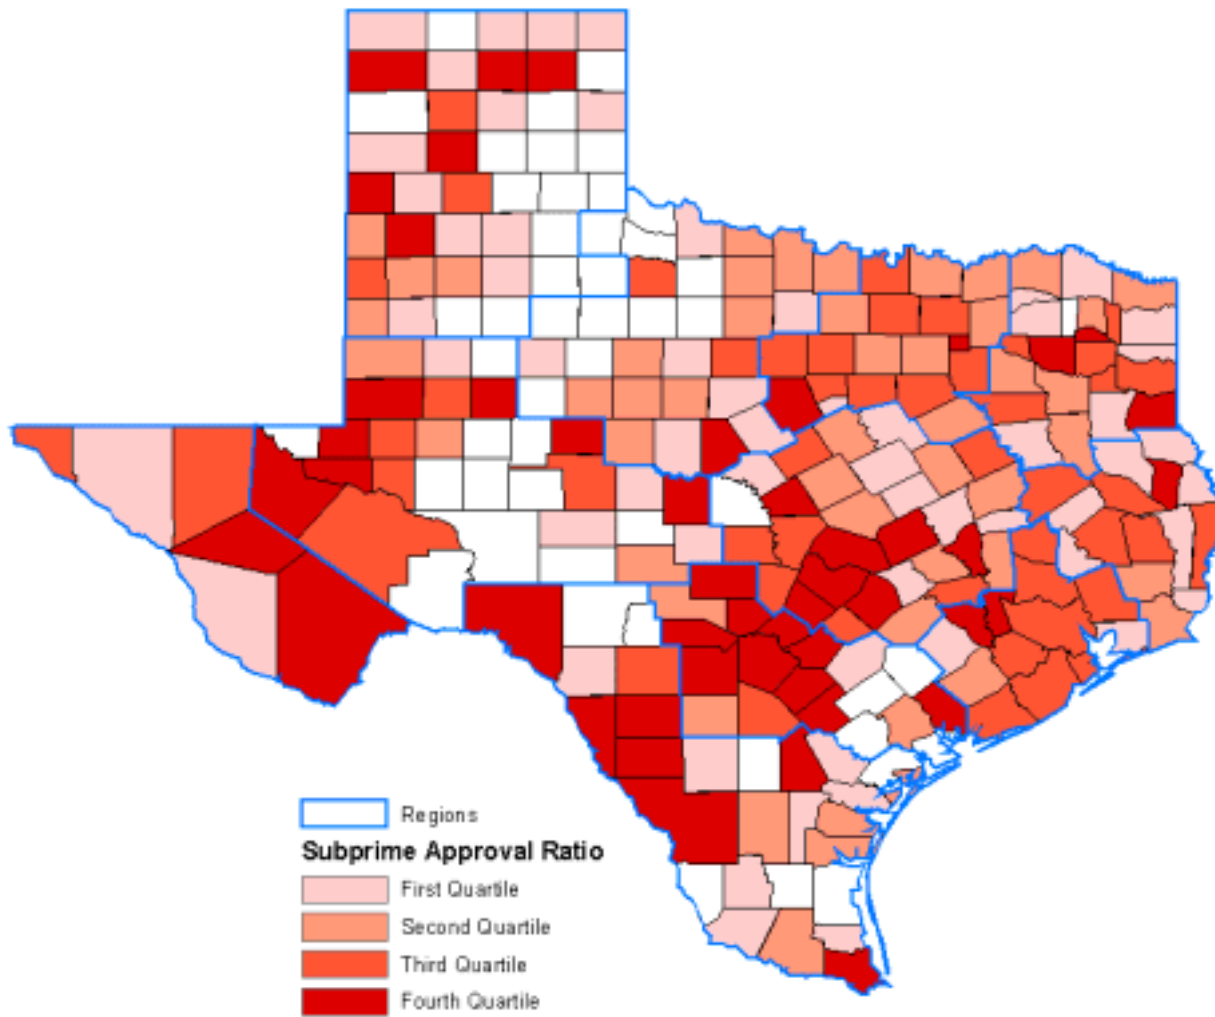 Regions
Subprime Approval Ratio
First Quartile
Second Quartile
Third Quartile
Fourth Quartile